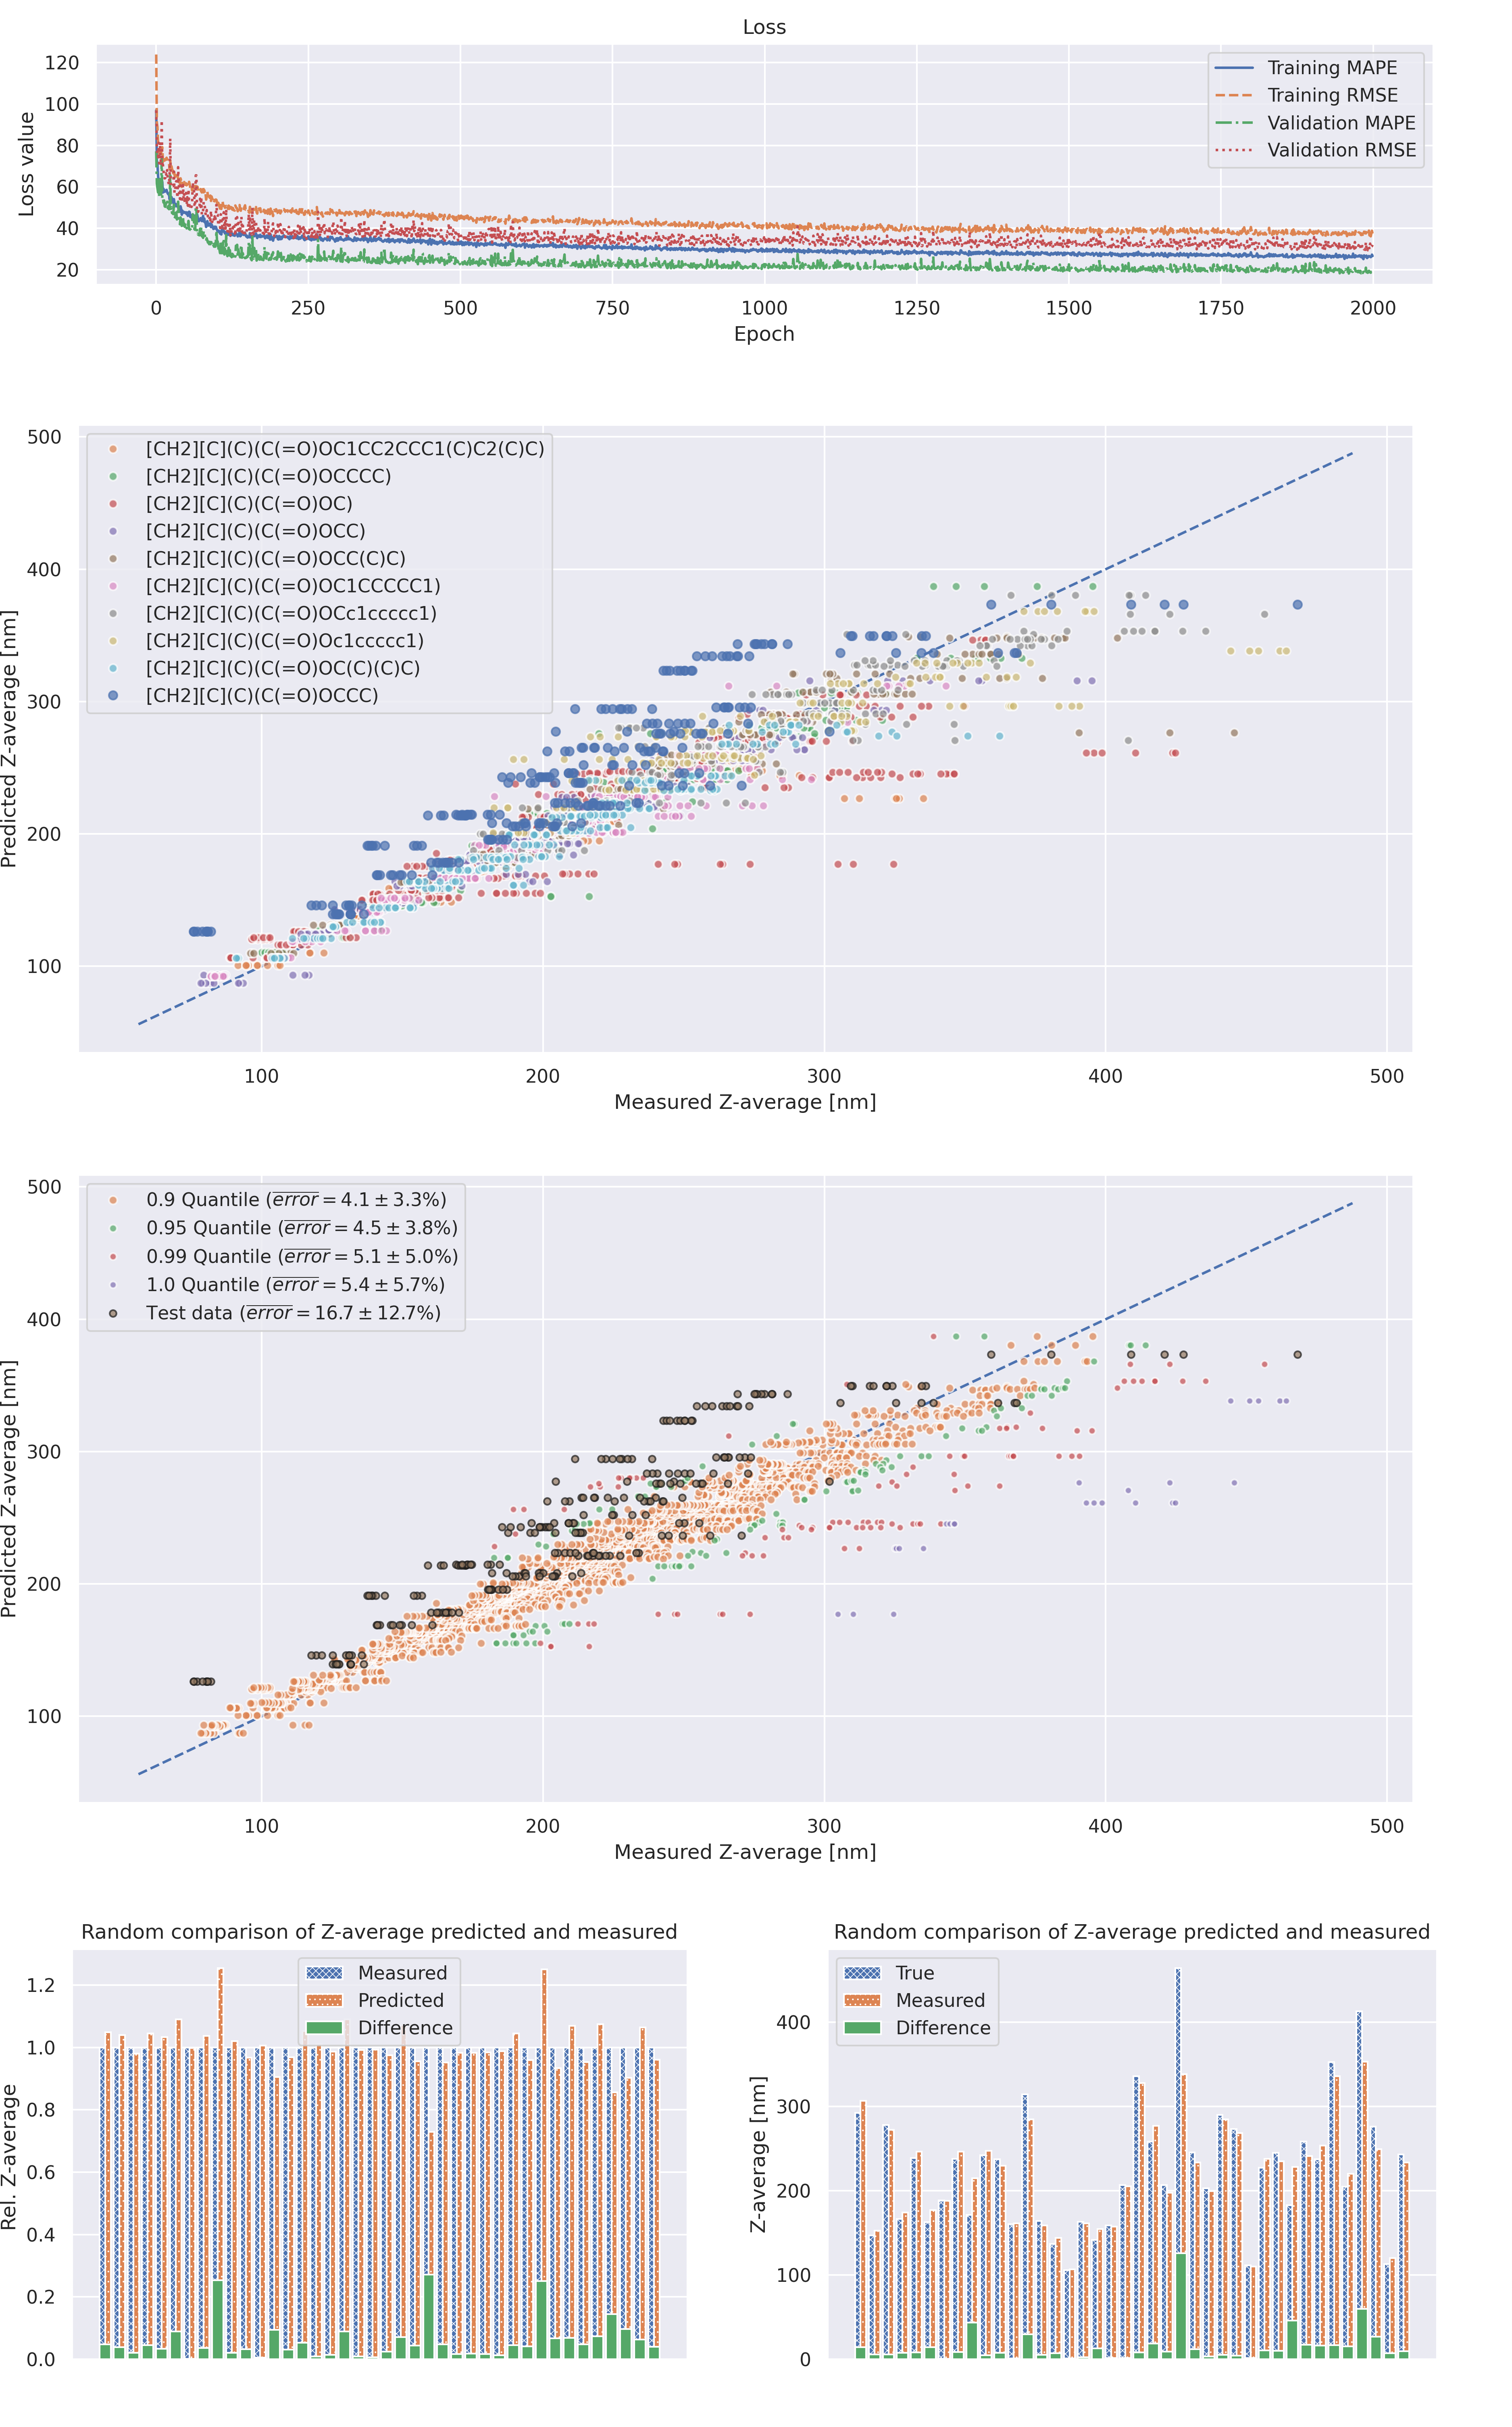 Loss
120
100
80
60
40
20
Loss value
Training MAPE
Training RMSE
Validation MAPE
Validation RMSE
0 250 500 750 1000 1250 1500 1750 2000
Epoch
500
400
300
200
100
Predicted Z-average [nm]
[CH2][C](C)(C(=O)OC1CC2CCC1(C)C2(C)C)
[CH2][C](C)(C(=O)OCCCC)
[CH2][C](C)(C(=O)OC)
[CH2][C](C)(C(=O)OCC)
[CH2][C](C)(C(=O)OCC(C)C)
[CH2][C](C)(C(=O)OC1CCCCC1)
[CH2][C](C)(C(=O)OCc1ccccc1)
[CH2][C](C)(C(=O)Oc1ccccc1)
[CH2][C](C)(C(=O)OC(C)(C)C)
[CH2][C](C)(C(=O)OCCC)
100 200 300 400 500
Measured Z-average [nm]
500
400
300
200
100
Predicted Z-average [nm]
0.9 Quantile (error = 4.1 ± 3.3%)
0.95 Quantile (error = 4.5 ± 3.8%)
0.99 Quantile (error = 5.1 ± 5.0%)
1.0 Quantile (error = 5.4 ± 5.7%)
Test data (error = 16.7 ± 12.7%)
100 200 300 400 500
Measured Z-average [nm]
Random comparison of Z-average predicted and measured
1.2
1.0
0.8
0.6
0.4
0.2
0.0
Rel. Z-average
Measured
Predicted
Difference
Random comparison of Z-average predicted and measured
400
300
200
100
0
Z-average [nm]
True
Measured
Difference